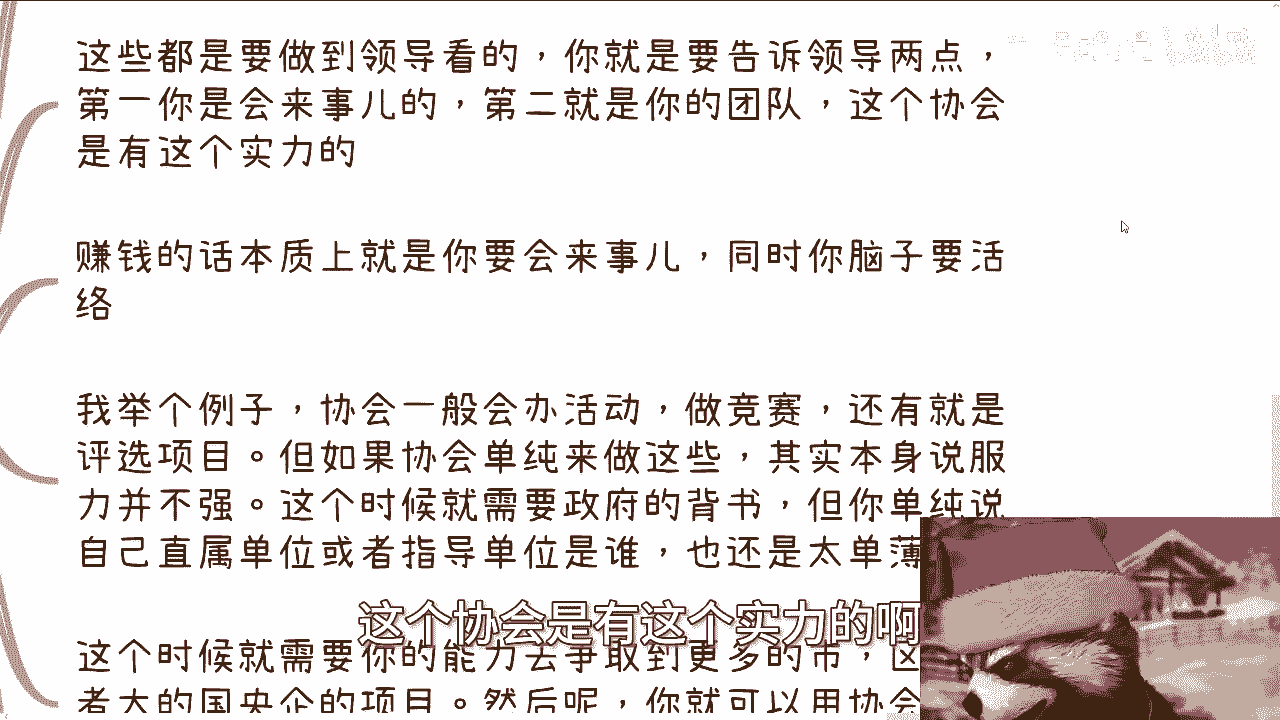 这些都是要做到领导看的，你就是要告诉领导两点，
第一你是会来事儿的，第二就是你的团队，这个协会
是有这个实力的
赚钱的话本质上就是你要会来事儿，同时你脑子要活
络
我举个例子，协会一般会办活动，做竞赛，还有就是
评选项目。但如果协会单纯来做这些，其实本身说服
力并不强。这个时候就需要政府的背书，但你单纯说
自己直属单位或者指导单位是谁，也还是太单薄
这个协会是有这个实力的啊
这个时候就需要你的能力去争取到更多的市，区
者大的国央企的项目。然后呢，你就可以用协会